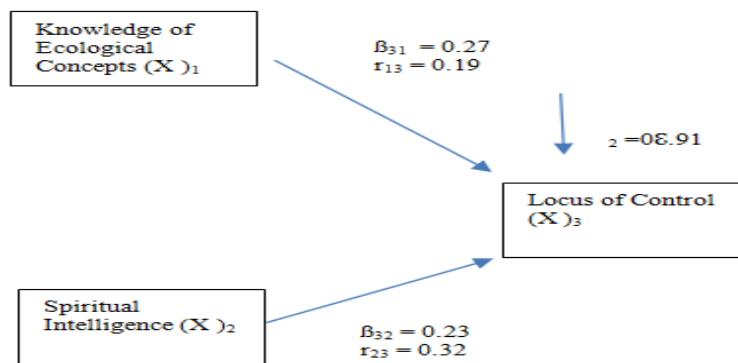 Knowledge of
Ecological
Concepts (X )₁
ß₃₁ = 0.27
r₁₃ = 0.19
₂ =0Ɛ.91
Locus of Control
(X )₃
Spiritual
Intelligence (X )₂
ß₃₂ = 0.23
r₂₃ = 0.32